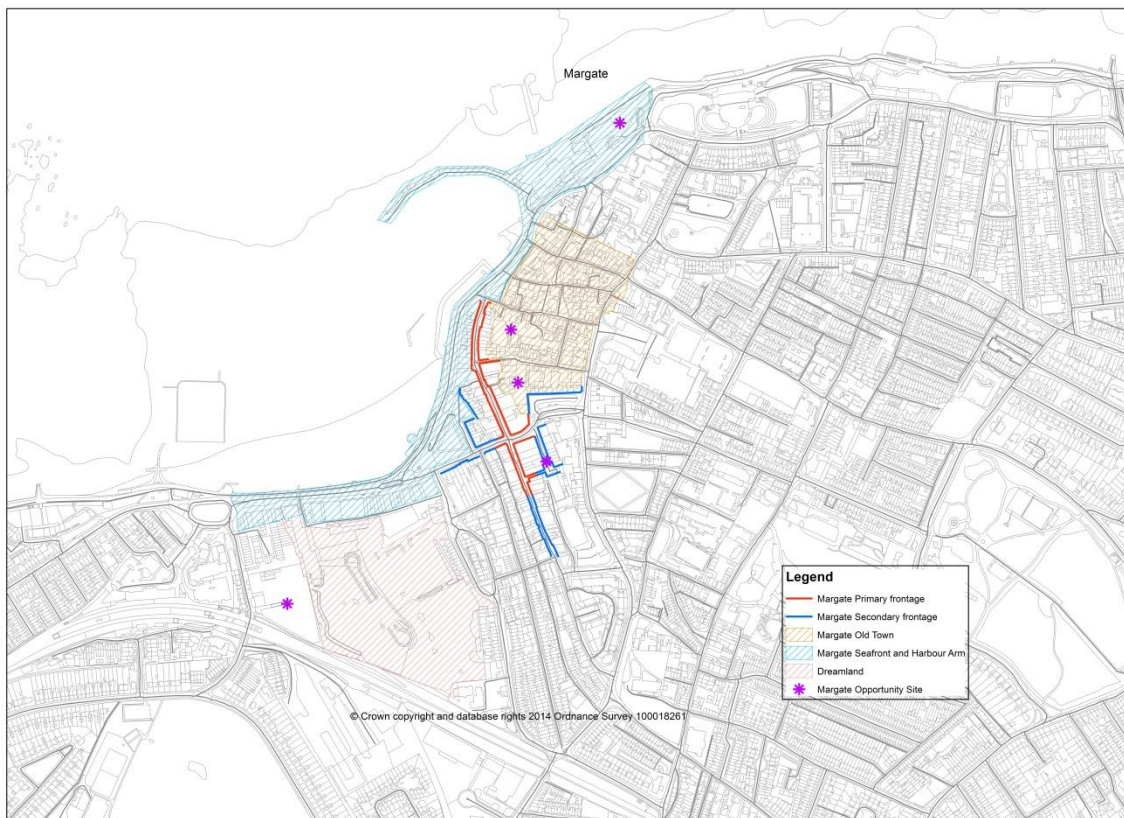 Margate
Legend
Margate Primary frontage
Margate Secondary frontage
Margate Old Town
Margate Seafront and Harbour Arm
Dreamland
Margate Opportunity Site
© Crown copyright and database rights 2014 Ordnance Survey 100018261